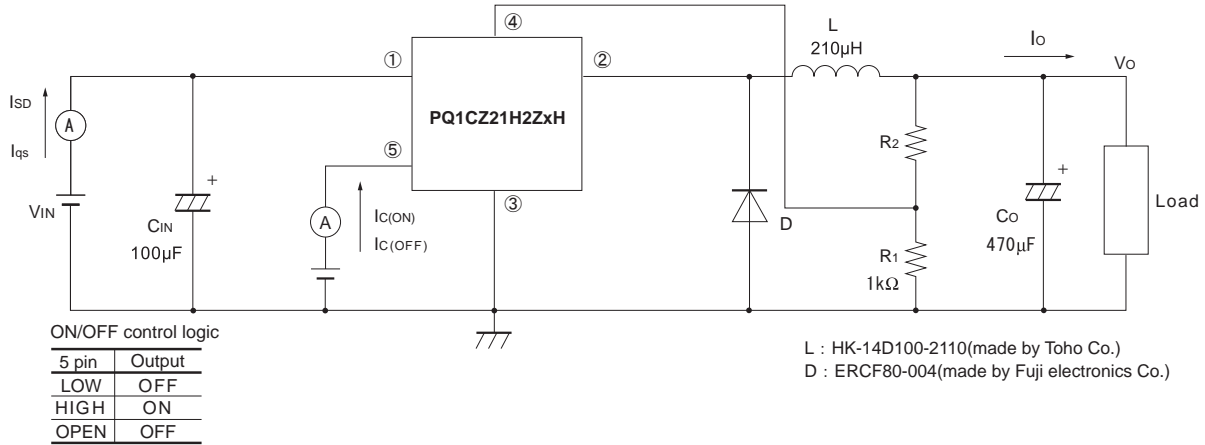 ④
L
210μH
IO
①
②
VO
ISD
A
PQ1CZ21H2ZxH
R2
Iqs
⑤
+
+
③
VIN
A
IC(ON)
D
CO
Load
CIN
IC(OFF)
470μF
100μF
R1
1kΩ
ON/OFF control logic
5 pin Output
LOW OFF
HIGH ON
OPEN OFF
L : HK-14D100-2110(made by Toho Co.)
D : ERCF80-004(made by Fuji electronics Co.)